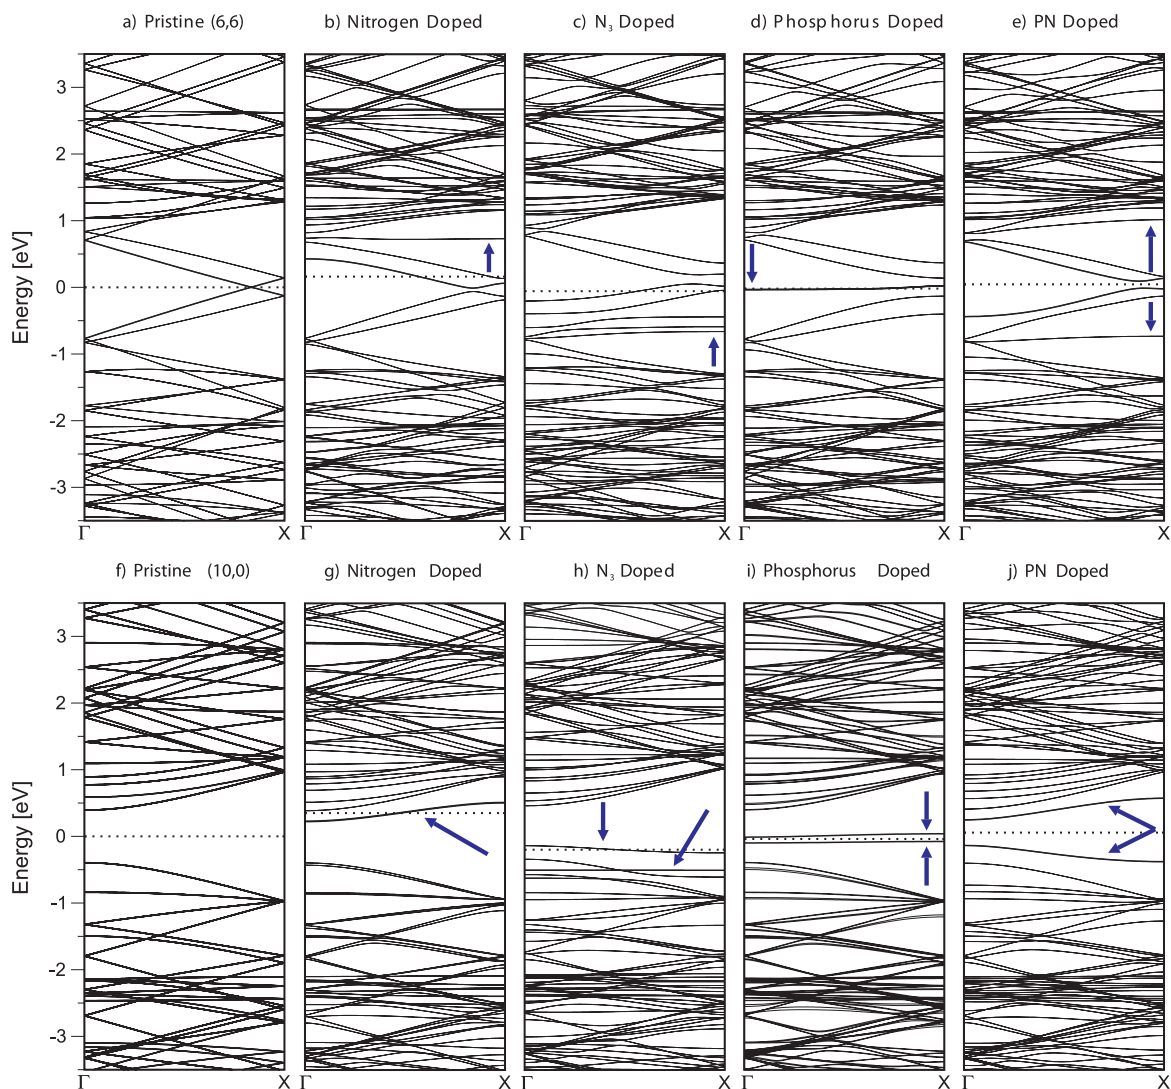 a) Pristine (6,6)
b) Nitrogen Doped
c) N₃ Doped
d) Phosphorus Doped
e) PN Doped
Energy [eV]
3
2
1
0
-1
-2
-3
Γ X
Γ X
Γ X
Γ X
Γ X
f) Pristine (10,0)
g) Nitrogen Doped
h) N₃ Doped
i) Phosphorus Doped
j) PN Doped
Energy [eV]
3
2
1
0
-1
-2
-3
Γ X
Γ X
Γ X
Γ X
Γ X